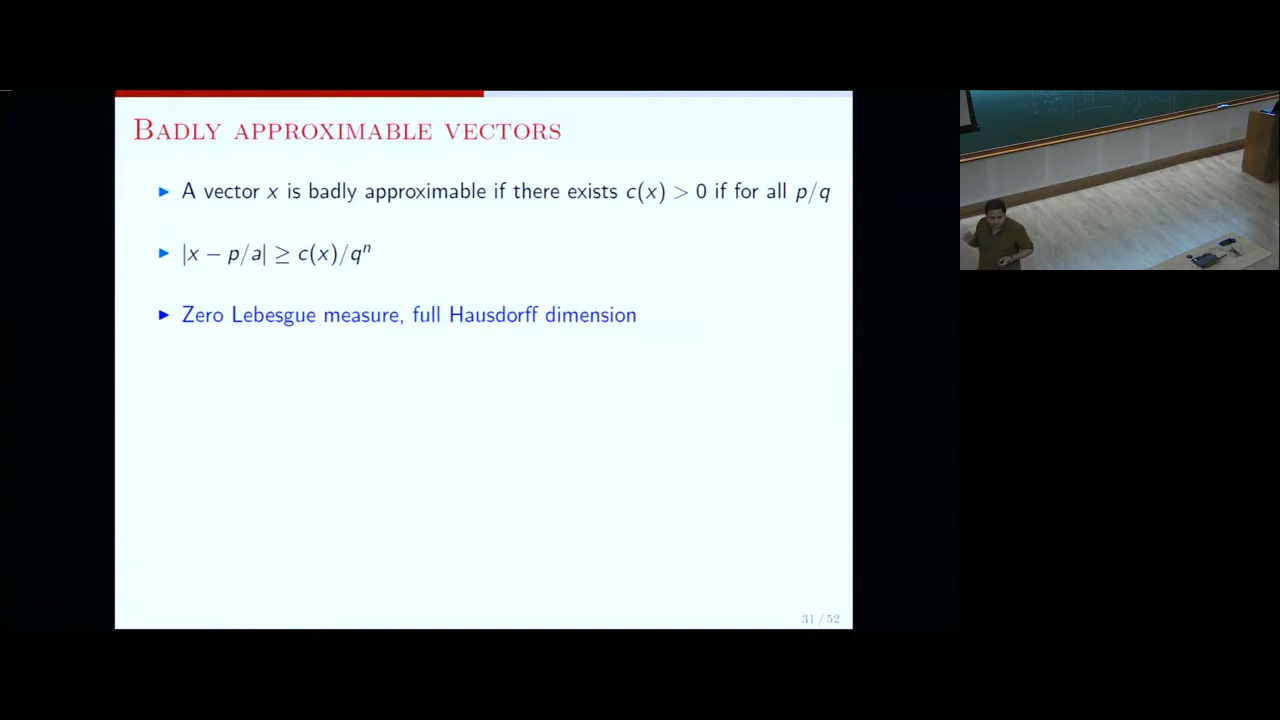 Badly approximable vectors
▶ A vector x is badly approximable if there exists c(x) > 0 if for all p/q
▶ |x − p/a| ≥ c(x)/qⁿ
▶ Zero Lebesgue measure, full Hausdorff dimension
31 / 52